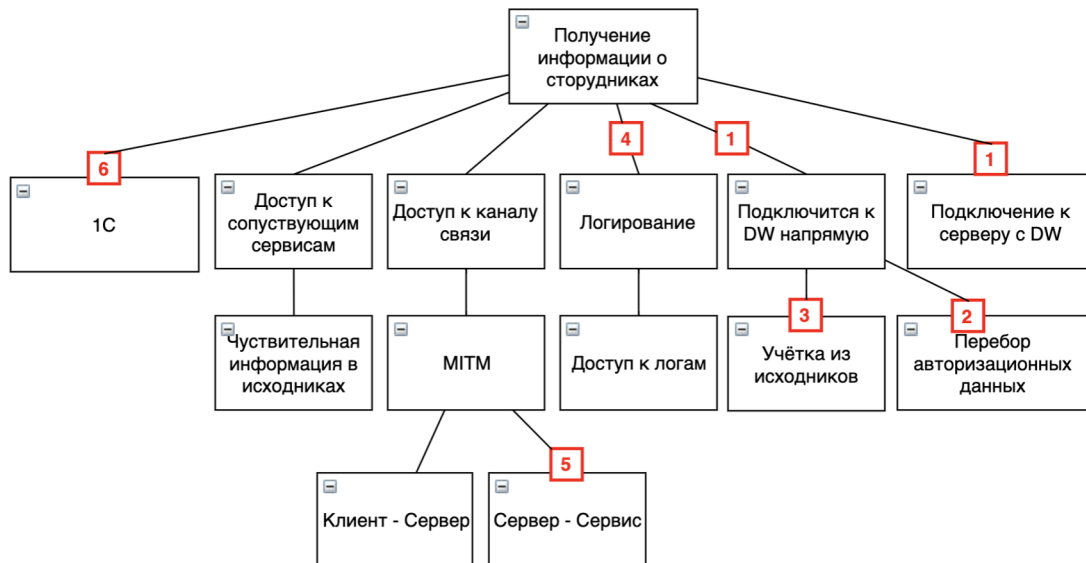 Получение
информации о
сторудниках
6
4
1
1
1С
Доступ к
сопуствующим
сервисам
Доступ к каналу
связи
Логирование
Подключится к
DW напрямую
Подключение к
серверу с DW
3
2
Чуствительная
информация в
исходниках
MITM
Доступ к логам
Учётка из
исходников
Перебор
авторизационных
данных
5
Клиент - Сервер
Сервер - Сервис